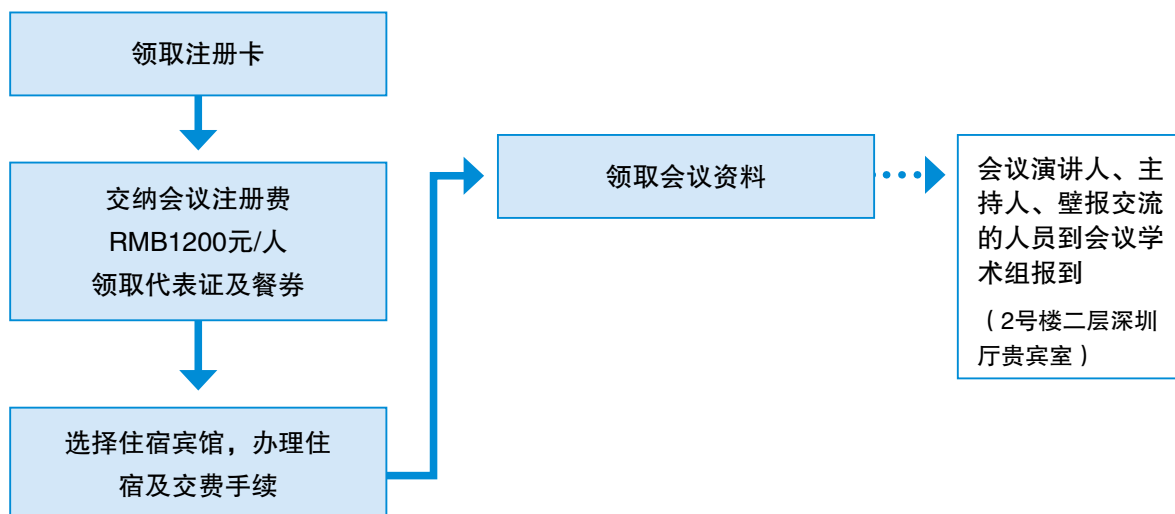 领取注册卡
交纳会议注册费
RMB1200元/人
领取代表证及餐券
选择住宿宾馆，办理住
宿及交费手续
领取会议资料
会议演讲人、主
持人、壁报交流
的人员到会议学
术组报到
（2号楼二层深圳
厅贵宾室）